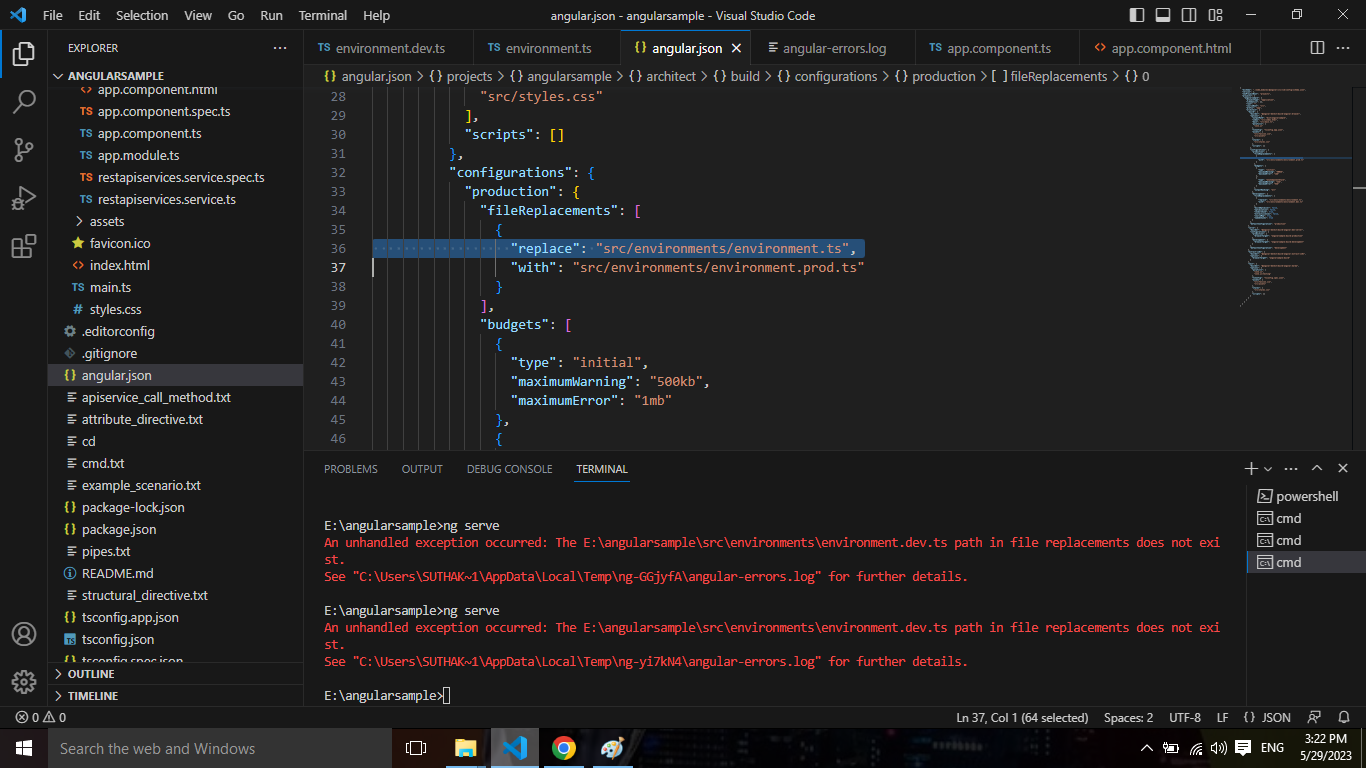 File Edit Selection View Go Run Terminal Help
angular.json - angularsample - Visual Studio Code
EXPLORER
ANGULARSAMPLE
app.component.html
TS app.component.spec.ts
TS app.component.ts
TS app.module.ts
TS restapiservices.service.spec.ts
TS restapiservices.service.ts
assets
favicon.ico
index.html
TS main.ts
# styles.css
.editorconfig
.gitignore
{} angular.json
apiservice_call_method.txt
attribute_directive.txt
cd
cmd.txt
example_scenario.txt
{} package-lock.json
{} package.json
pipes.txt
README.md
structural_directive.txt
{} tsconfig.app.json
TS tsconfig.json
{} tsconfig.spec.json
OUTLINE
TIMELINE
TS environment.dev.ts TS environment.ts {} angular.json angular-errors.log TS app.component.ts <> app.component.html
{} angular.json > {} projects > {} angularsample > {} architect > {} build > {} configurations > {} production > [ ] fileReplacements > {} 0
28 "src/styles.css"
29 ],
30 "scripts": []
31 },
32 "configurations": {
33 "production": {
34 "fileReplacements": [
35 {
36 "replace": "src/environments/environment.ts",
37 "with": "src/environments/environment.prod.ts"
38 }
39 ],
40 "budgets": [
41 {
42 "type": "initial",
43 "maximumWarning": "500kb",
44 "maximumError": "1mb"
45 },
46 {
PROBLEMS OUTPUT DEBUG CONSOLE TERMINAL
E:\angularsample>ng serve
An unhandled exception occurred: The E:\angularsample\src\environments\environment.dev.ts path in file replacements does not exi
st.
See "C:\Users\SUTHAK~1\AppData\Local\Temp\ng-GGjyfA\angular-errors.log" for further details.
E:\angularsample>ng serve
An unhandled exception occurred: The E:\angularsample\src\environments\environment.dev.ts path in file replacements does not exi
st.
See "C:\Users\SUTHAK~1\AppData\Local\Temp\ng-yi7kN4\angular-errors.log" for further details.
E:\angularsample>
powershell
cmd
cmd
cmd
0 0
Ln 37, Col 1 (64 selected) Spaces: 2 UTF-8 LF {} JSON
Search the web and Windows
ENG
3:22 PM
5/29/2023